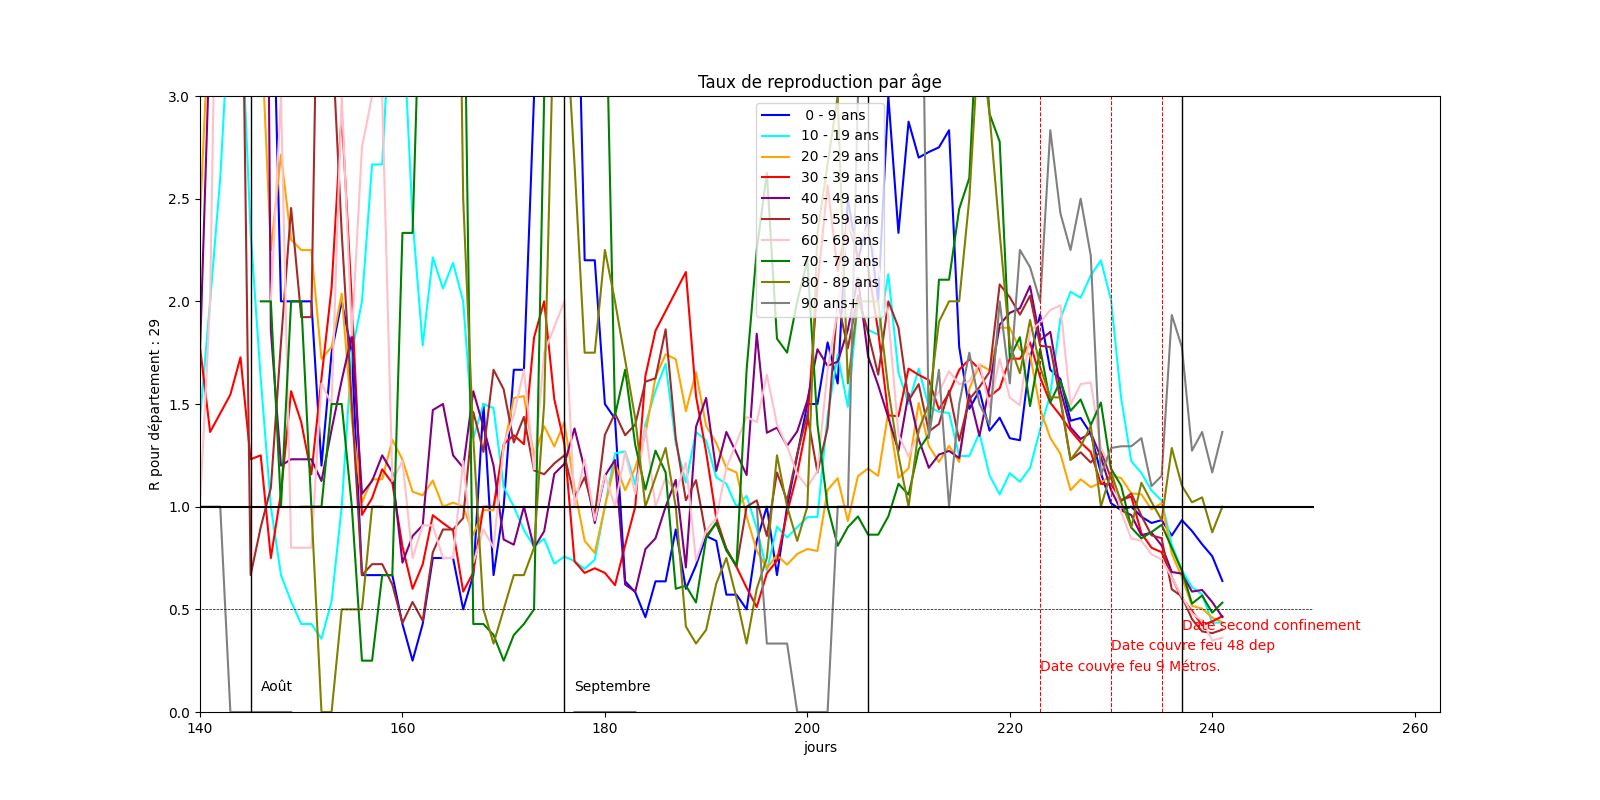 Taux de reproduction par âge
R pour département : 29
3.0
2.5
2.0
1.5
1.0
0.5
0.0
0 - 9 ans
10 - 19 ans
20 - 29 ans
30 - 39 ans
40 - 49 ans
50 - 59 ans
60 - 69 ans
70 - 79 ans
80 - 89 ans
90 ans+
Date second confinement
Date couvre feu 48 dep
Date couvre feu 9 Métros.
Août
Septembre
140 160 180 200 220 240 260
jours